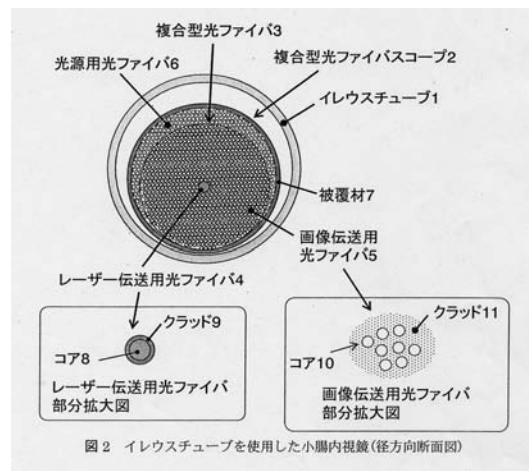 複合型光ファイバ3
光源用光ファイバ6
複合型光ファイバスコープ2
イレウスチューブ1
被覆材7
画像伝送用
光ファイバ5
レーザー伝送用光ファイバ4
クラッド9
コア8
レーザー伝送用光ファイバ
部分拡大図
クラッド11
コア10
画像伝送用光ファイバ
部分拡大図
図2 イレウスチューブを使用した小腸内視鏡(径方向断面図)